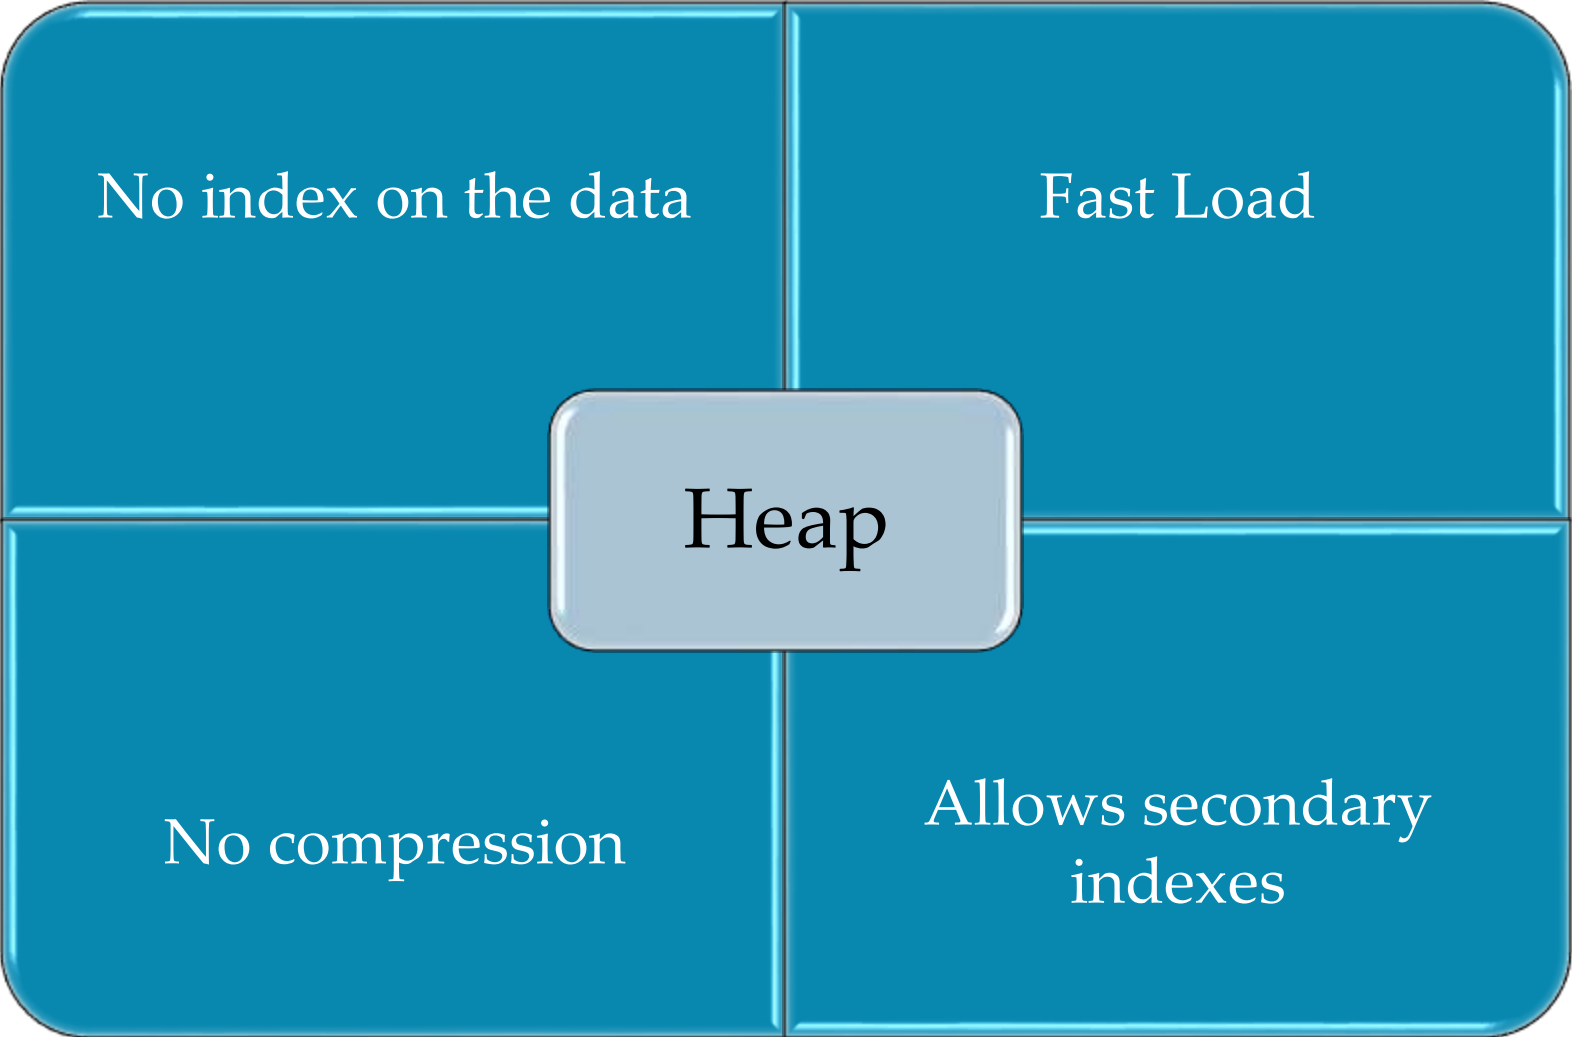 No index on the data
Fast Load
Heap
No compression
Allows secondary
indexes